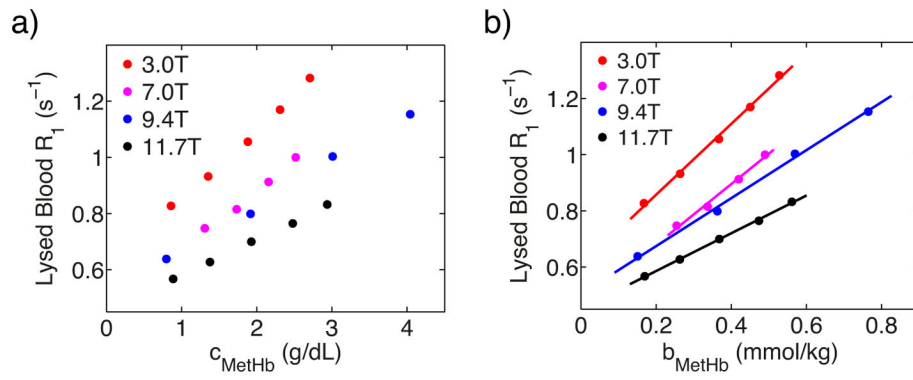 a)
Lysed Blood R₁ (s⁻¹)
1.2
1
0.8
0.6
3.0T
7.0T
9.4T
11.7T
0
1
2
3
4
c_MetHb (g/dL)
b)
Lysed Blood R₁ (s⁻¹)
1.2
1
0.8
0.6
3.0T
7.0T
9.4T
11.7T
0
0.2
0.4
0.6
0.8
b_MetHb (mmol/kg)